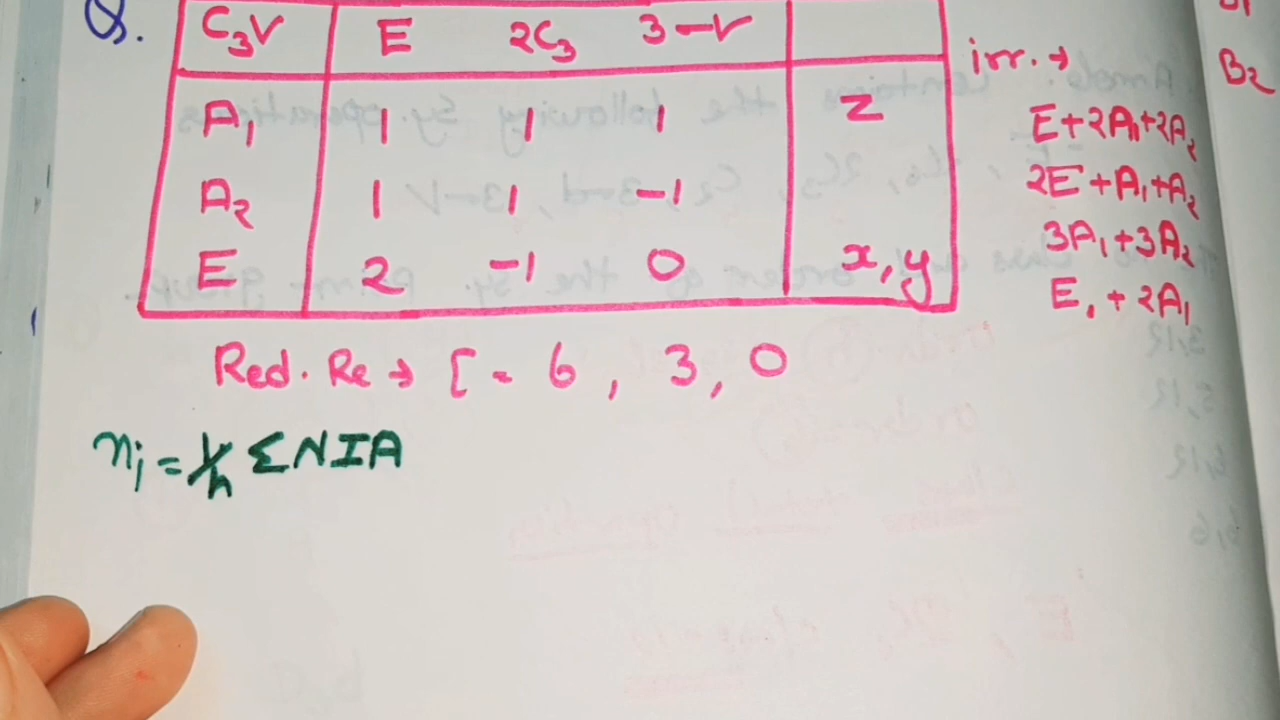 Q. C₃V E 2C₃ 3-V
A₁ 1 1 1 z
A₂ 1 1 -1
E 2 -1 0 x,y
irr.→
E+2A₁+2A₂
2E+A₁+A₂
3A₁+3A₂
E,+2A₁
Red. Re → [ = 6 , 3, 0
nᵢ = 1/h ΣNIA
B₂